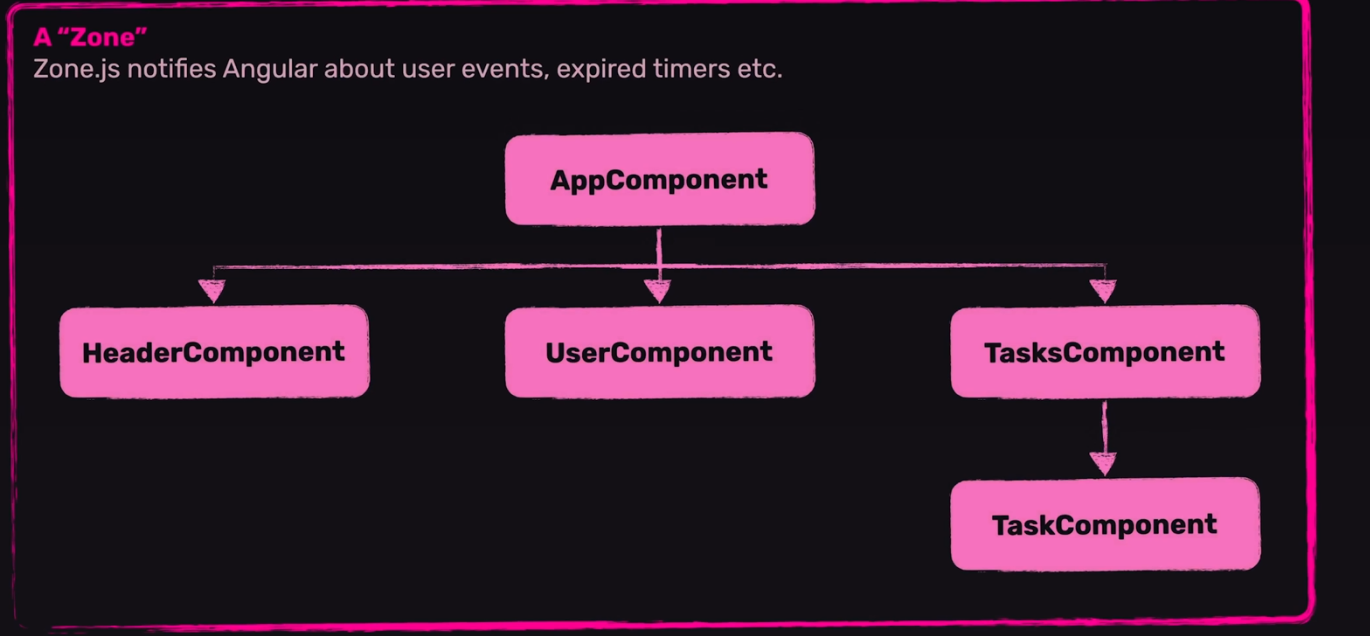 A “Zone”
Zone.js notifies Angular about user events, expired timers etc.
AppComponent
HeaderComponent
UserComponent
TasksComponent
TaskComponent